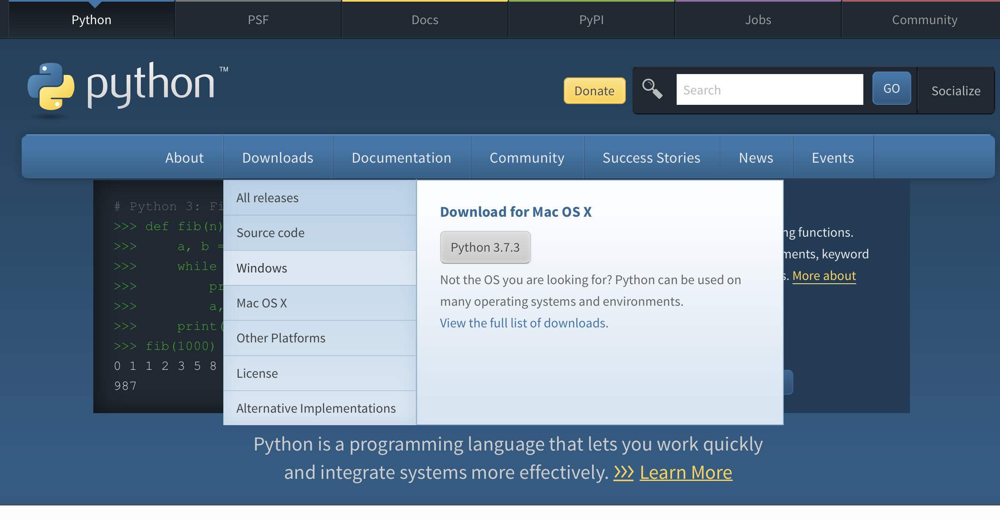 Python
PSF
Docs
PyPI
Jobs
Community
python TM
Donate
Search
GO
Socialize
About
Downloads
Documentation
Community
Success Stories
News
Events
# Python 3: Fi
>>> def fib(n)
>>> a, b =
>>> while
>>> pr
>>> a,
>>> print(
>>> fib(1000)
0 1 1 2 3 5 8
987
All releases
Source code
Windows
Mac OS X
Other Platforms
License
Alternative Implementations
Download for Mac OS X
Python 3.7.3
Not the OS you are looking for? Python can be used on
many operating systems and environments.
View the full list of downloads.
ng functions.
ments, keyword
s. More about
Python is a programming language that lets you work quickly
and integrate systems more effectively. >>> Learn More